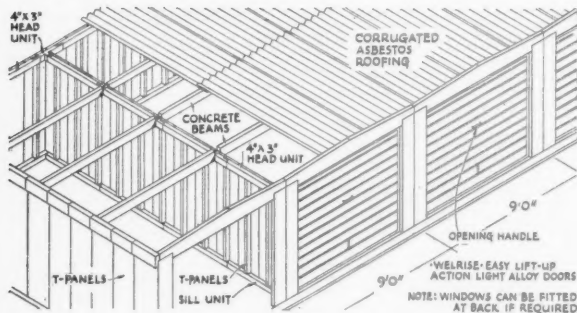 4"X 3"
HEAD
UNIT
CORRUGATED
ASBESTOS
ROOFING
CONCRETE
BEAMS
4"X 3"
HEAD UNIT
9'0"
OPENING HANDLE
9'0"
"WELRISE" EASY LIFT-UP
ACTION LIGHT ALLOY DOORS
T-PANELS
T-PANELS
SILL UNIT
NOTE: WINDOWS CAN BE FITTED
AT BACK IF REQUIRED